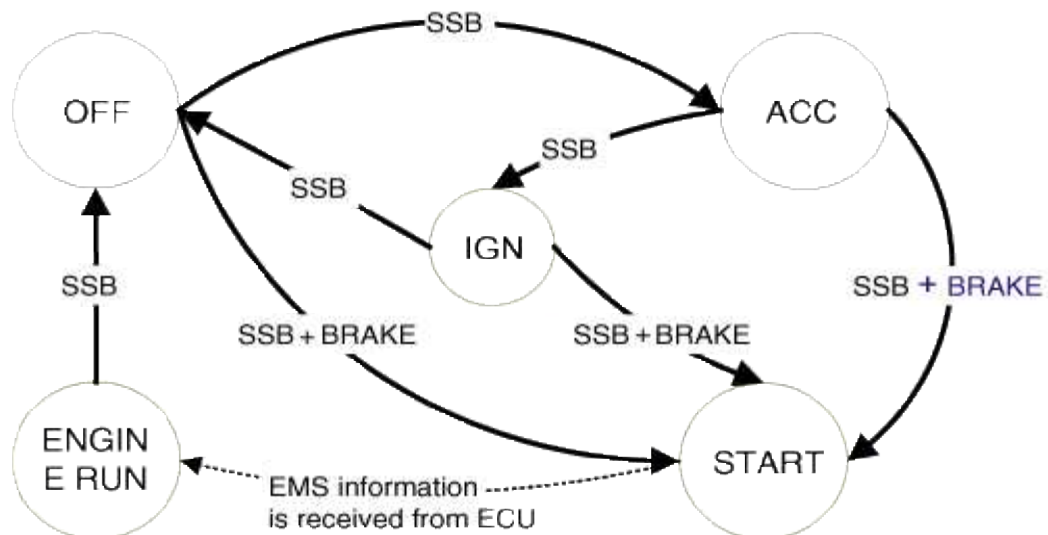 SSB
OFF
ACC
SSB
SSB
IGN
SSB
SSB + BRAKE
SSB + BRAKE
SSB + BRAKE
ENGIN
E RUN
START
EMS information
is received from ECU